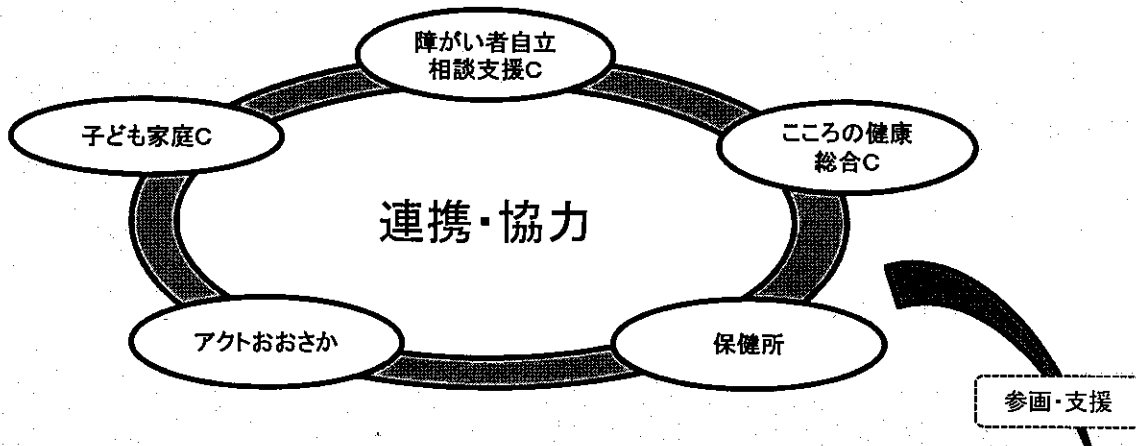 障がい者自立
相談支援C
子ども家庭C
こころの健康
総合C
連携・協力
アクトおおさか
保健所
参画・支援